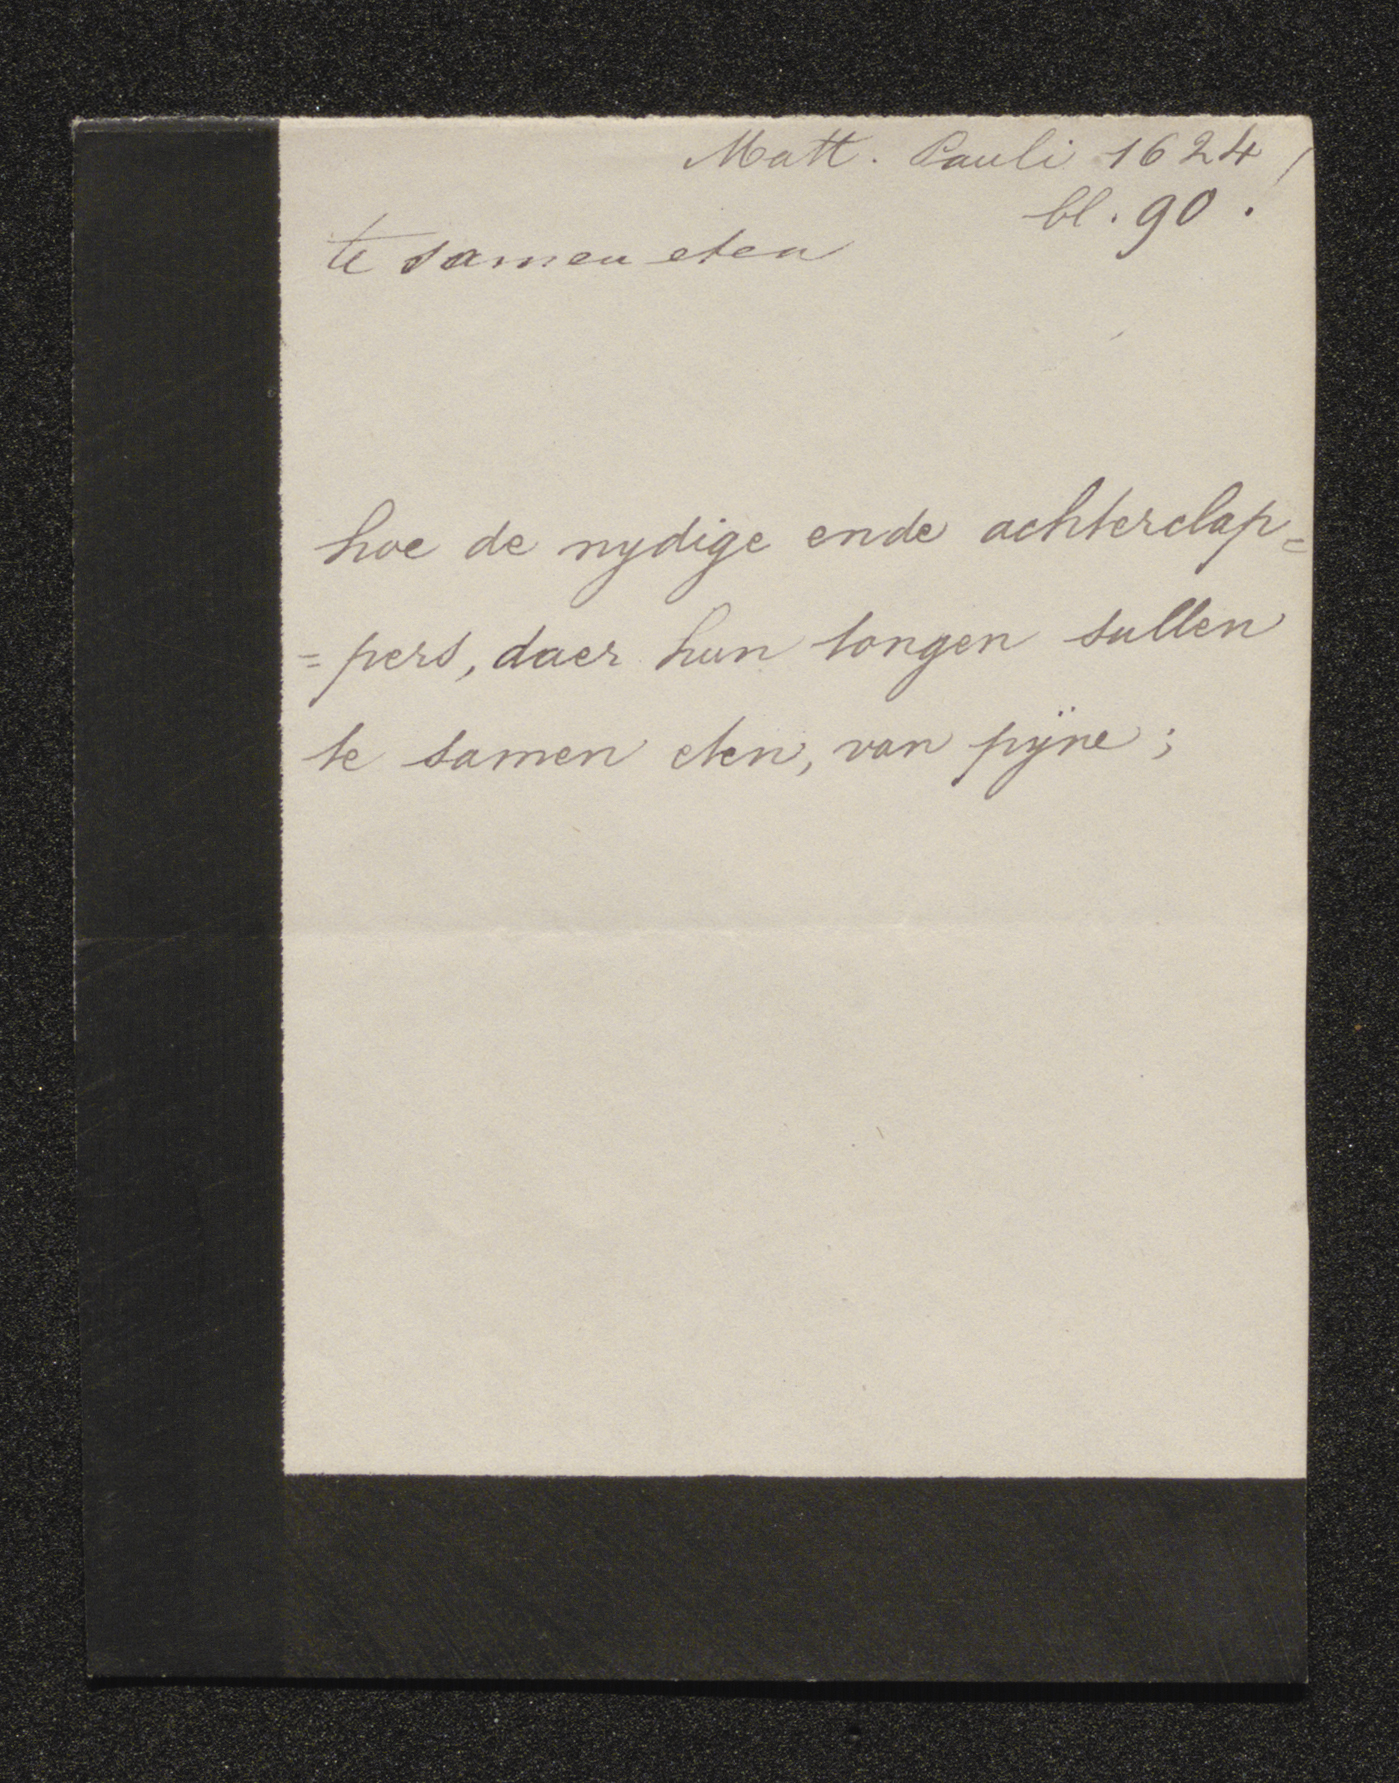 Matt. Pauli 1624,
bl. 90.
te samen eten
hoe de nydige ende achterclap=
=pers, daer hun tongen sullen
te samen eten, van pÿne;